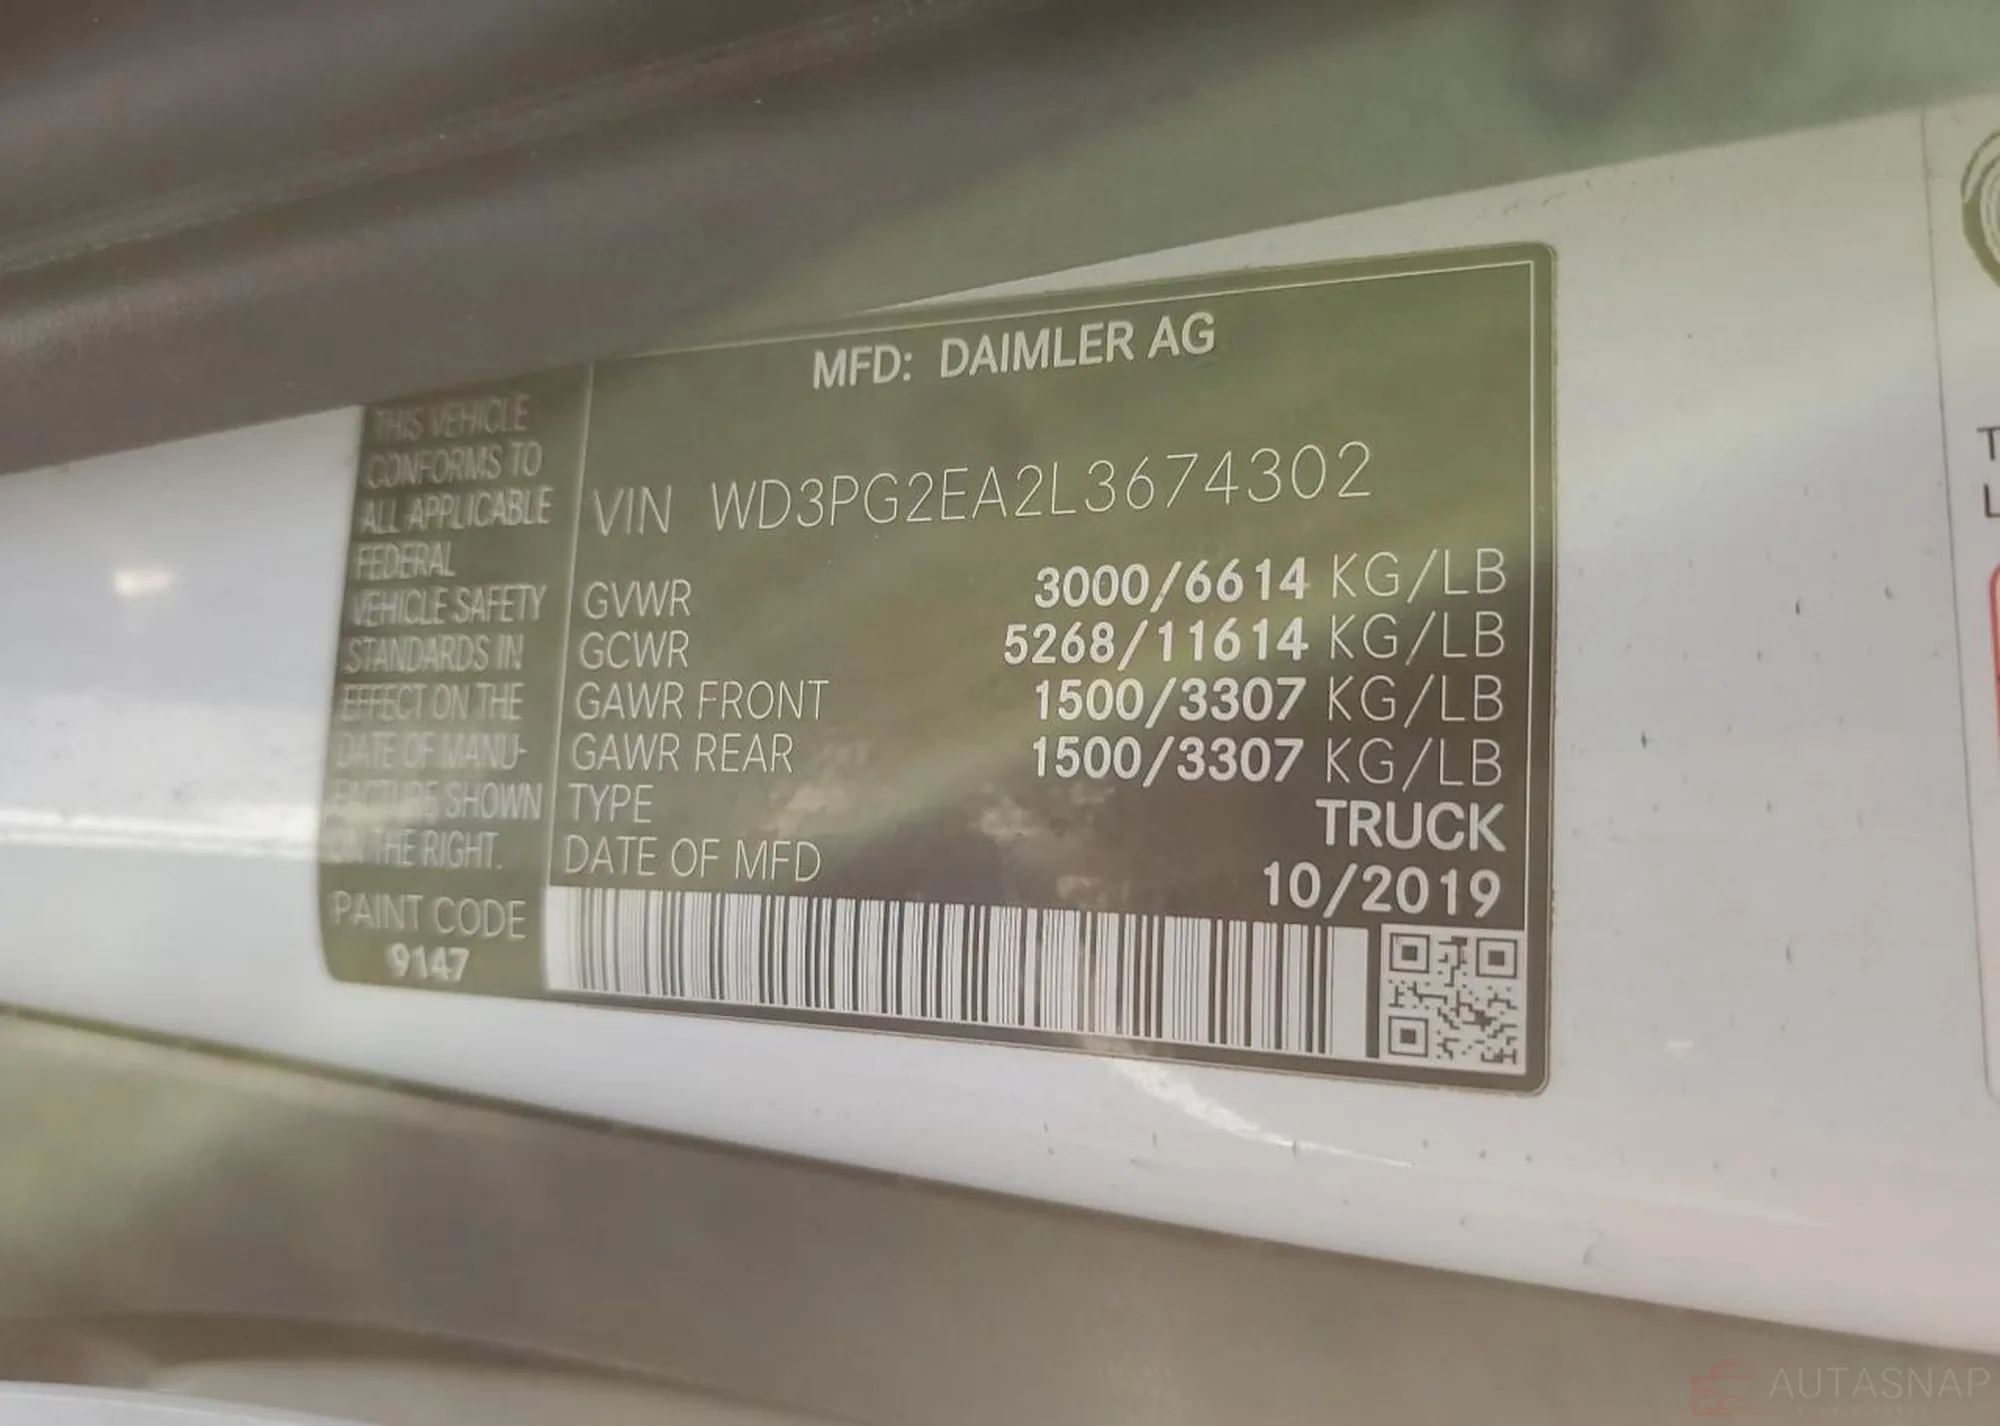 MFD: DAIMLER AG
THIS VEHICLE
CONFORMS TO
ALL APPLICABLE
FEDERAL
VEHICLE SAFETY
STANDARDS IN
EFFECT ON THE
DATE OF MANU-
FACTURE SHOWN
ON THE RIGHT.
PAINT CODE
9147
VIN WD3PG2EA2L3674302
GVWR 3000/6614 KG/LB
GCWR 5268/11614 KG/LB
GAWR FRONT 1500/3307 KG/LB
GAWR REAR 1500/3307 KG/LB
TYPE TRUCK
DATE OF MFD 10/2019
T
L
AUTASNAP